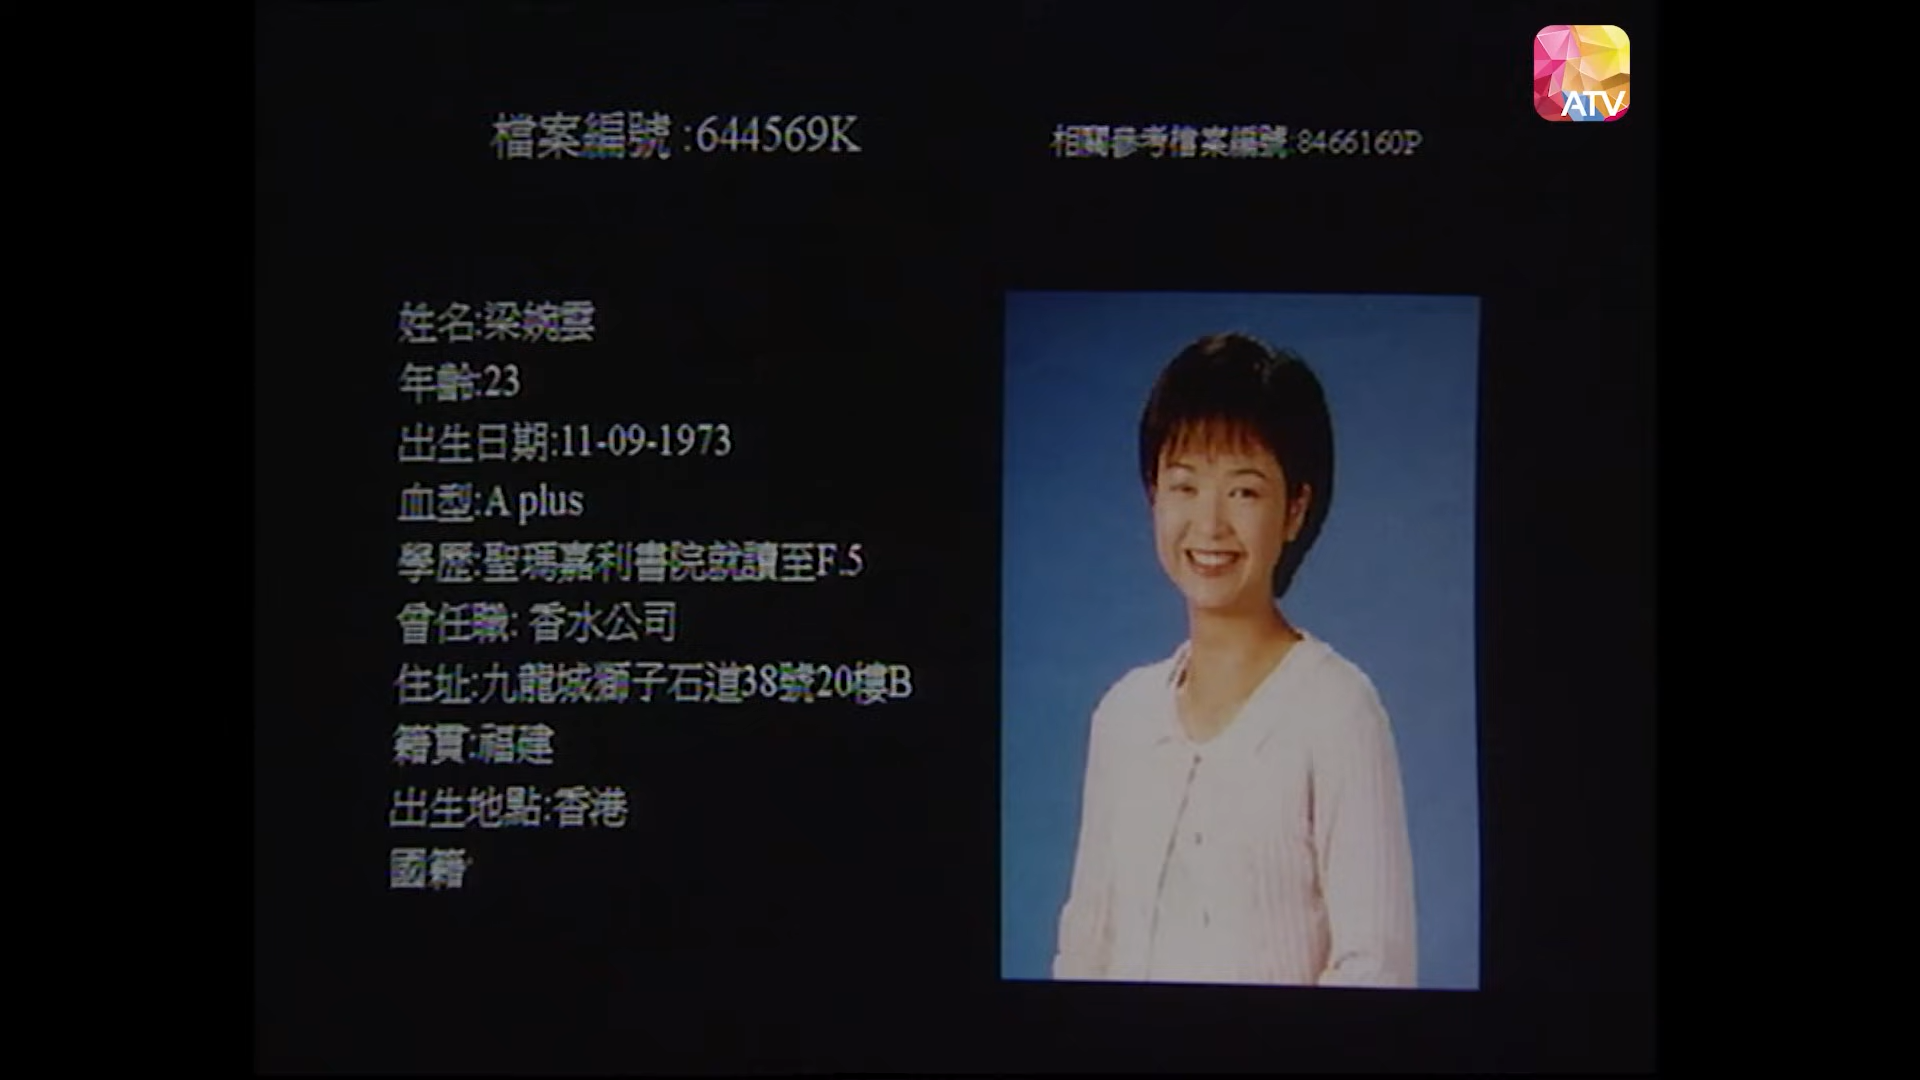 ATV
檔案編號 :644569K
相關參考檔案編號:8466160P
姓名:梁婉雲
年齡:23
出生日期:11-09-1973
血型:A plus
學歷:聖瑪嘉利書院就讀至F.5
曾任職: 香水公司
住址:九龍城獅子石道38號20樓B
籍貫:福建
出生地點:香港
國籍